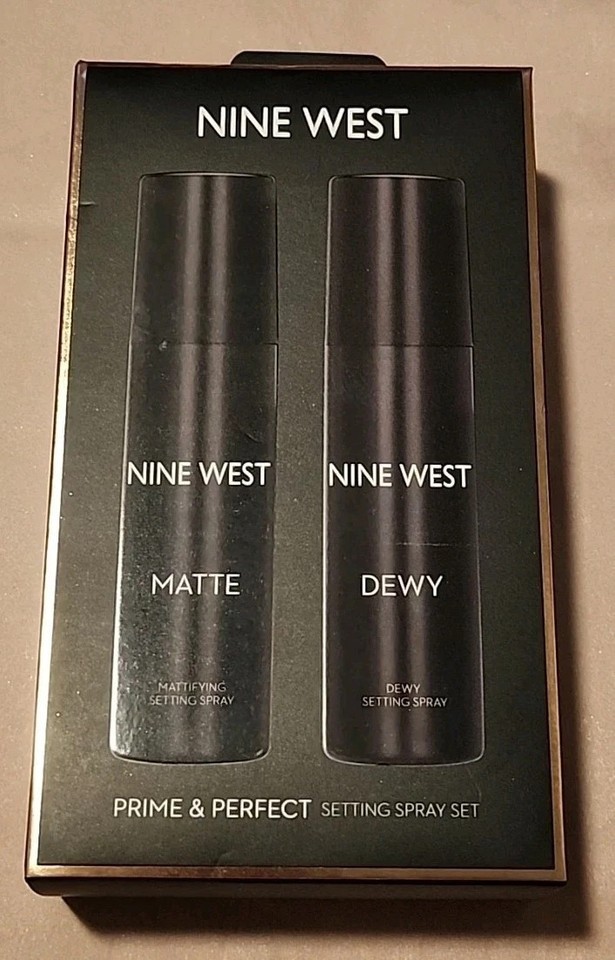 NINE WEST
NINE WEST
MATTE
MATTIFYING
SETTING SPRAY
NINE WEST
DEWY
DEWY
SETTING SPRAY
PRIME & PERFECT SETTING SPRAY SET